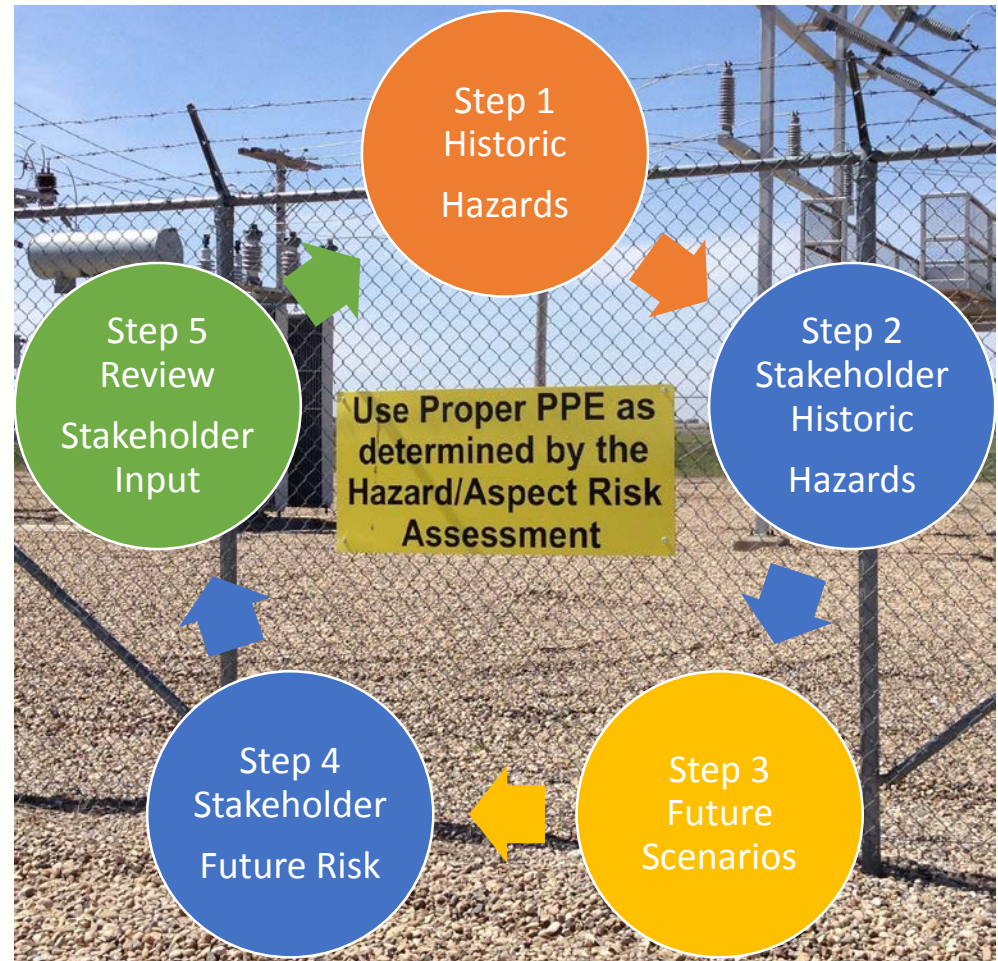 Step 1
Historic
Hazards
Step 2
Stakeholder
Historic
Hazards
Step 3
Future
Scenarios
Step 4
Stakeholder
Future Risk
Step 5
Review
Stakeholder
Input
Use Proper PPE as
determined by the
Hazard/Aspect Risk
Assessment